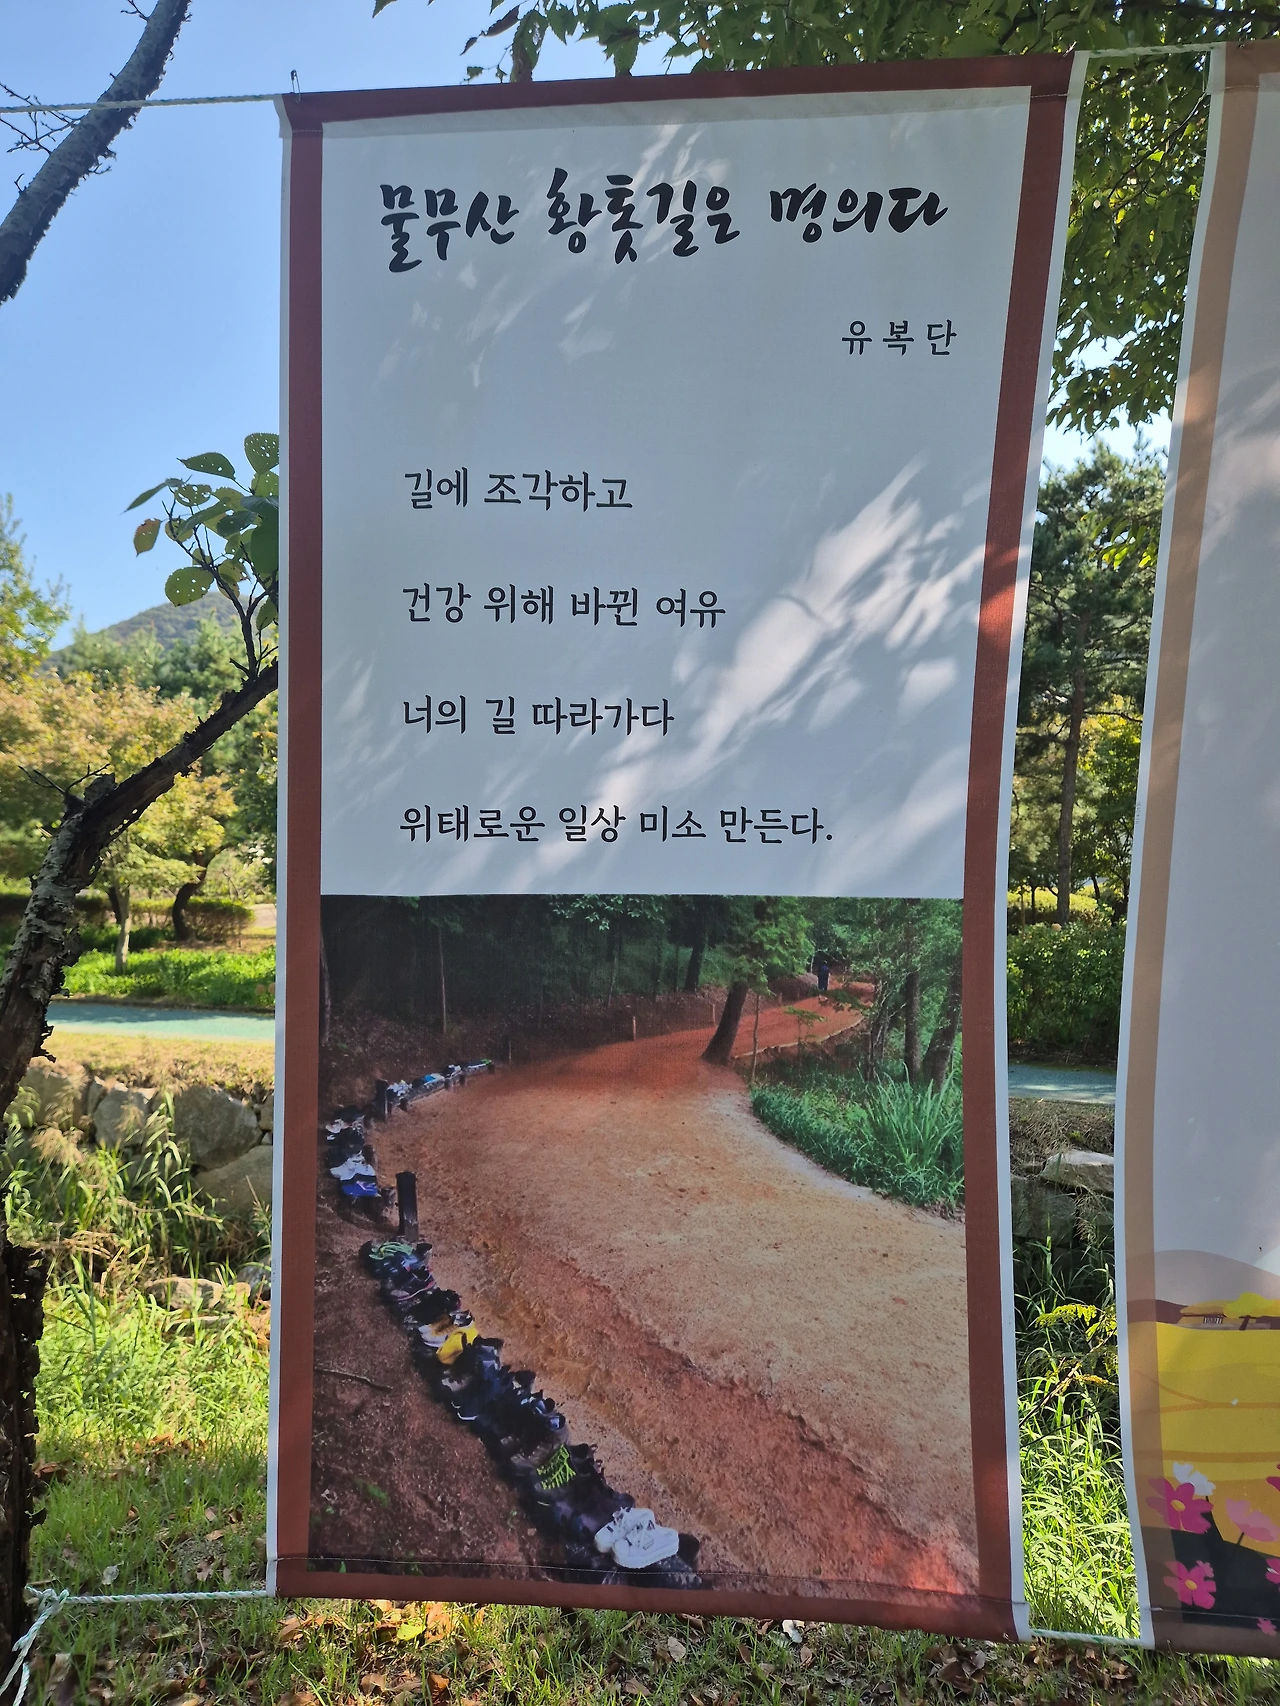 물무산 황톳길은 명의다
유복단
길에 조각하고
건강 위해 바뀐 여유
너의 길 따라가다
위태로운 일상 미소 만든다.